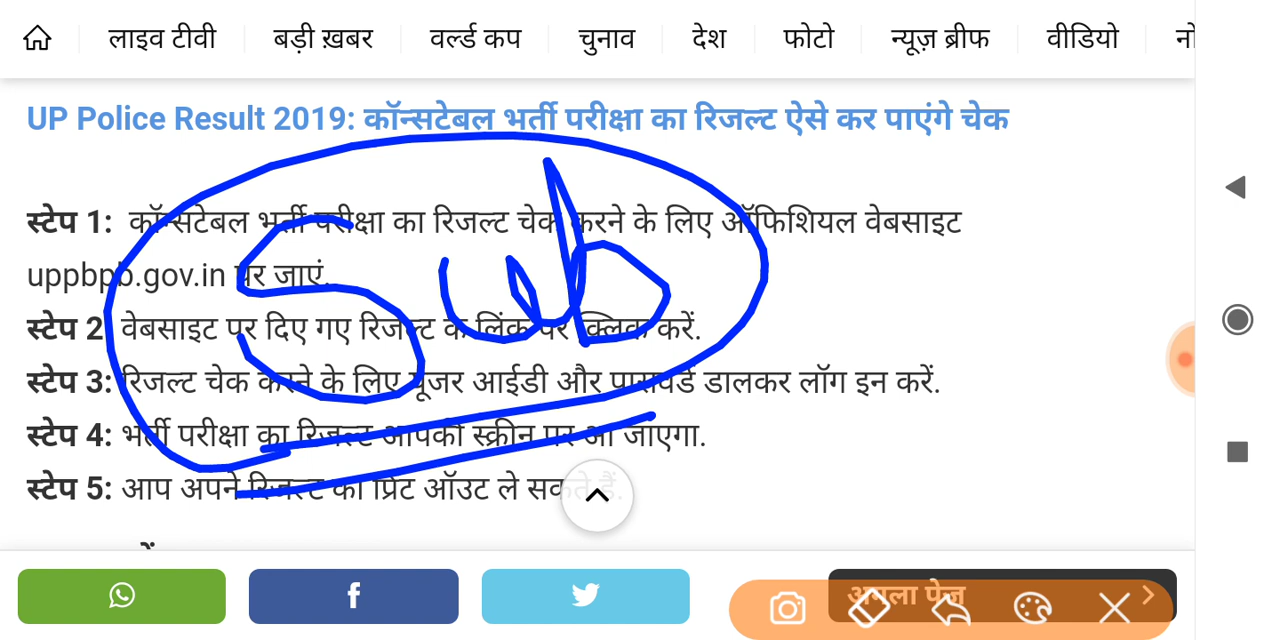 लाइव टीवी बड़ी ख़बर वर्ल्ड कप चुनाव देश फोटो न्यूज़ ब्रीफ वीडियो नो
UP Police Result 2019: कॉन्सटेबल भर्ती परीक्षा का रिजल्ट ऐसे कर पाएंगे चेक
स्टेप 1: कॉन्सटेबल भर्ती परीक्षा का रिजल्ट चेक करने के लिए ऑफिशियल वेबसाइट
uppbpb.gov.in पर जाएं.
स्टेप 2 वेबसाइट पर दिए गए रिजल्ट के लिंक पर क्लिक करें.
स्टेप 3: रिजल्ट चेक करने के लिए यूजर आईडी और पासवर्ड डालकर लॉग इन करें.
स्टेप 4: भर्ती परीक्षा का रिजल्ट आपकी स्क्रीन पर आ जाएगा.
स्टेप 5: आप अपने रिजल्ट का प्रिंट ऑउट ले सकते हैं.
Sub
अगला पेज